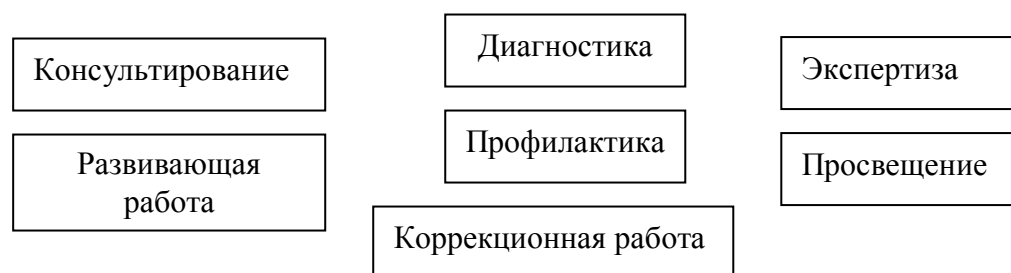 Диагностика
Консультирование
Экспертиза
Профилактика
Развивающая
работа
Просвещение
Коррекционная работа